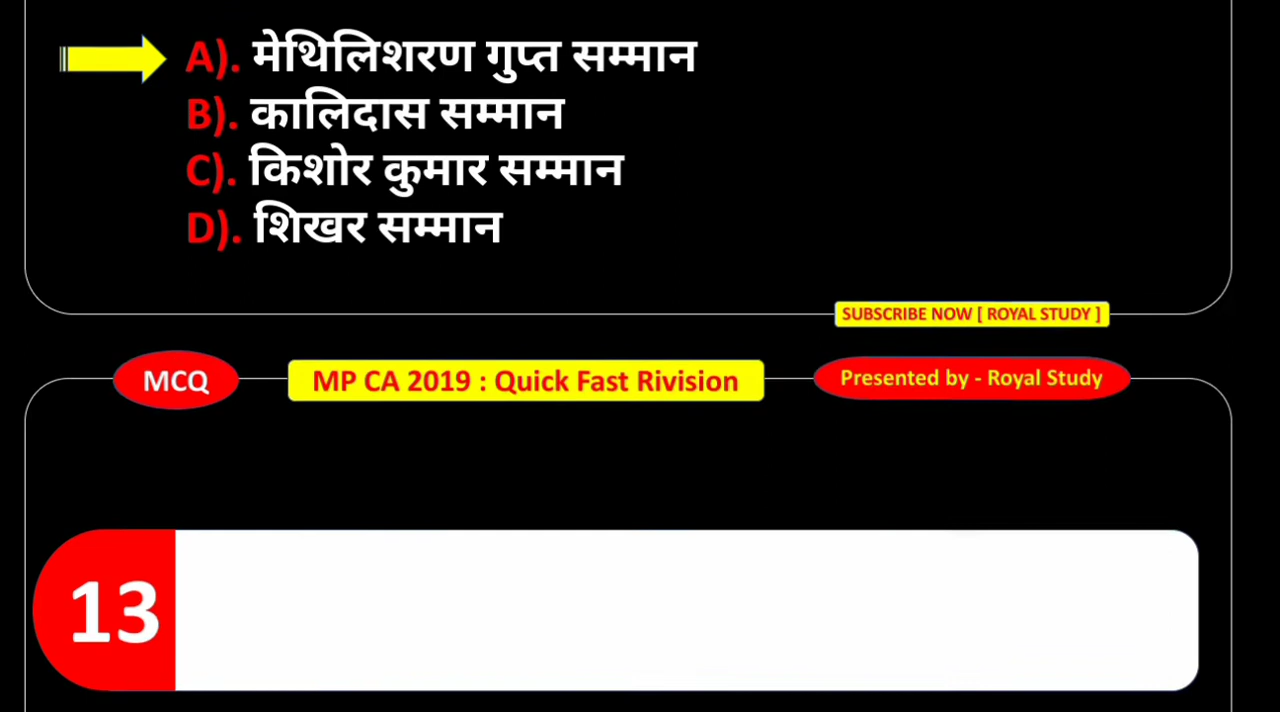 A). मेथिलिशरण गुप्त सम्मान
B). कालिदास सम्मान
C). किशोर कुमार सम्मान
D). शिखर सम्मान
SUBSCRIBE NOW [ ROYAL STUDY ]
MCQ
MP CA 2019 : Quick Fast Rivision
Presented by - Royal Study
13